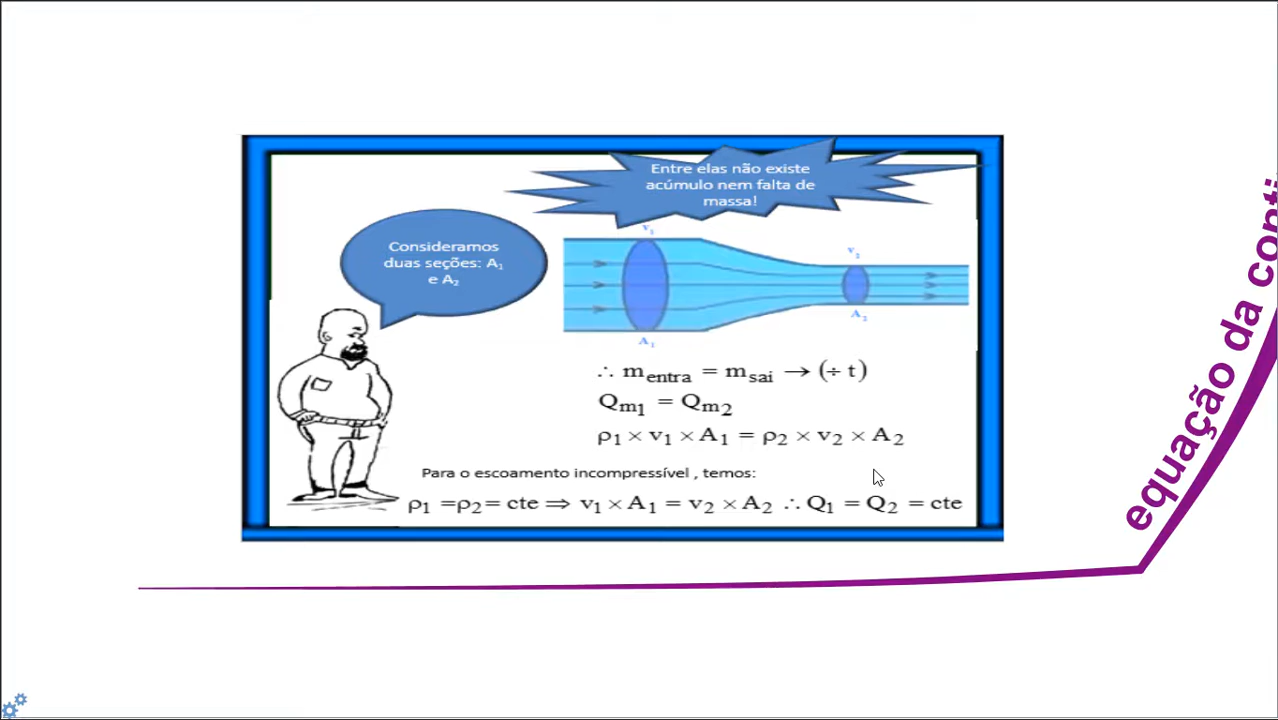 Entre elas não existe
acúmulo nem falta de
massa!
Consideramos
duas seções: A₁
e A₂
v₁
v₂
A₁
A₂
∴ m_entra = m_sai → (÷ t)
Q_m₁ = Q_m₂
ρ₁ × v₁ × A₁ = ρ₂ × v₂ × A₂
Para o escoamento incompressível , temos:
ρ₁ =ρ₂= cte ⇒ v₁ × A₁ = v₂ × A₂ ∴ Q₁ = Q₂ = cte
equação da conti